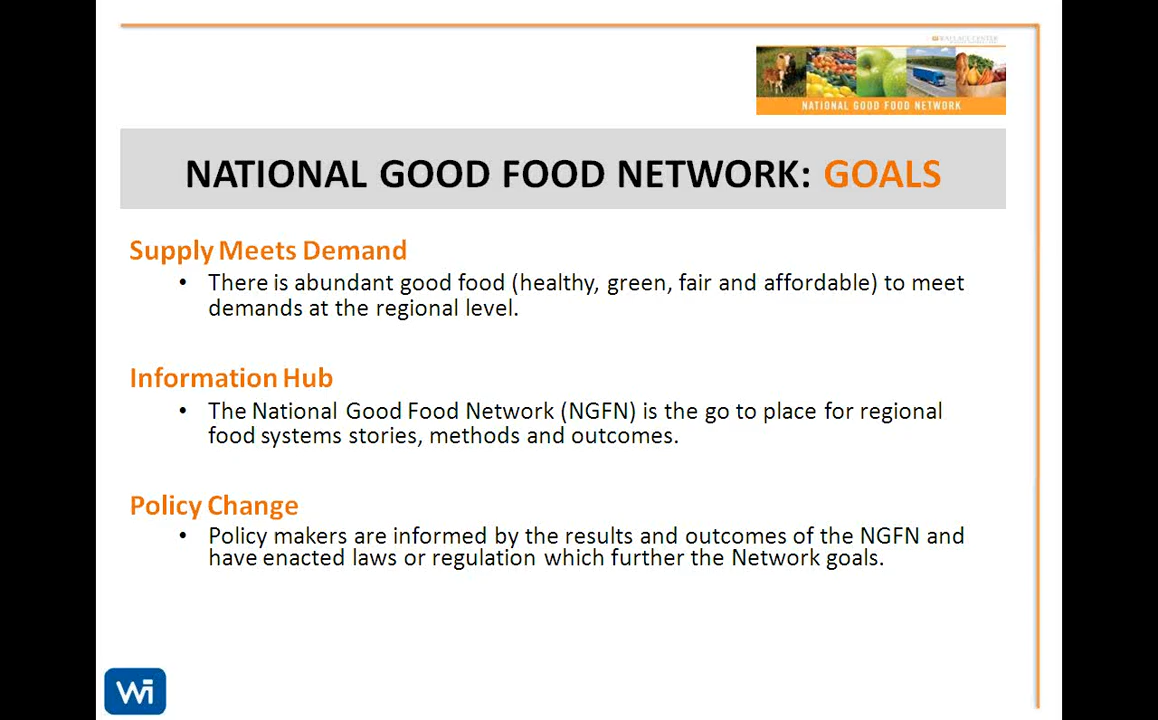 WALLACE CENTER
NATIONAL GOOD FOOD NETWORK
NATIONAL GOOD FOOD NETWORK: GOALS
Supply Meets Demand
• There is abundant good food (healthy, green, fair and affordable) to meet
demands at the regional level.
Information Hub
• The National Good Food Network (NGFN) is the go to place for regional
food systems stories, methods and outcomes.
Policy Change
• Policy makers are informed by the results and outcomes of the NGFN and
have enacted laws or regulation which further the Network goals.
Wi